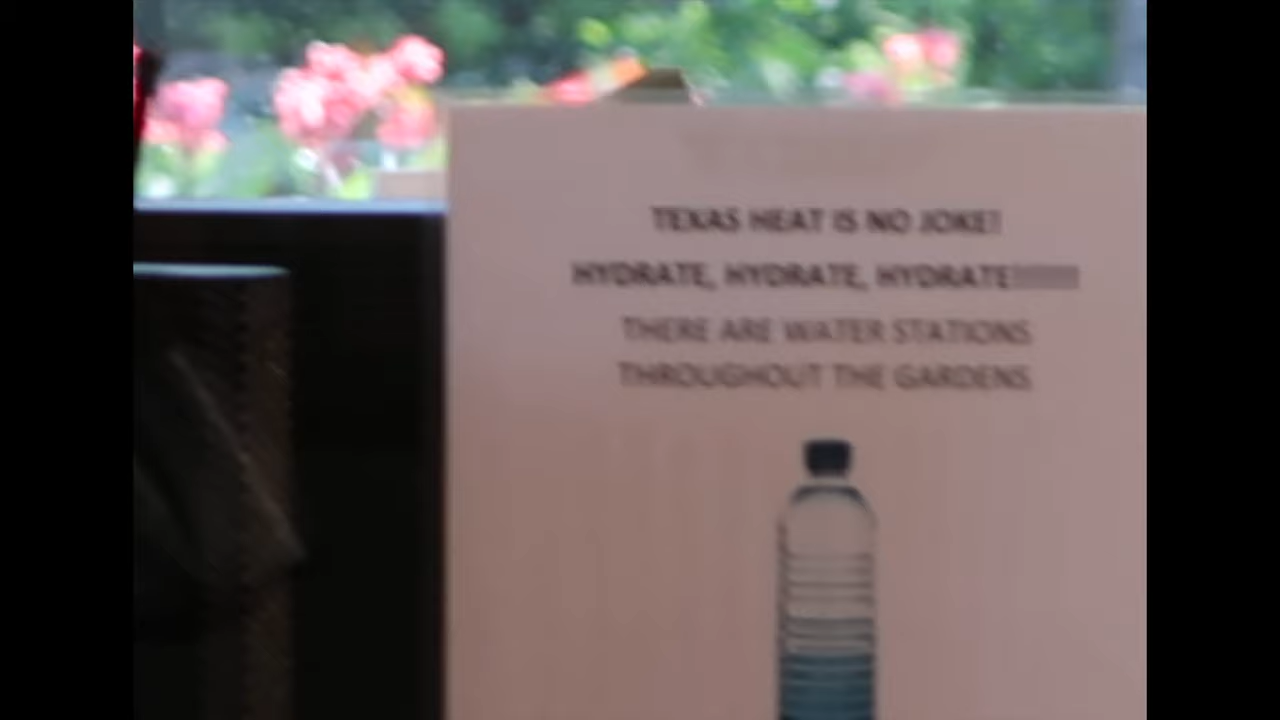 TEXAS HEAT IS NO JOKE!
HYDRATE, HYDRATE, HYDRATE!!!!!!!
THERE ARE WATER STATIONS
THROUGHOUT THE GARDENS